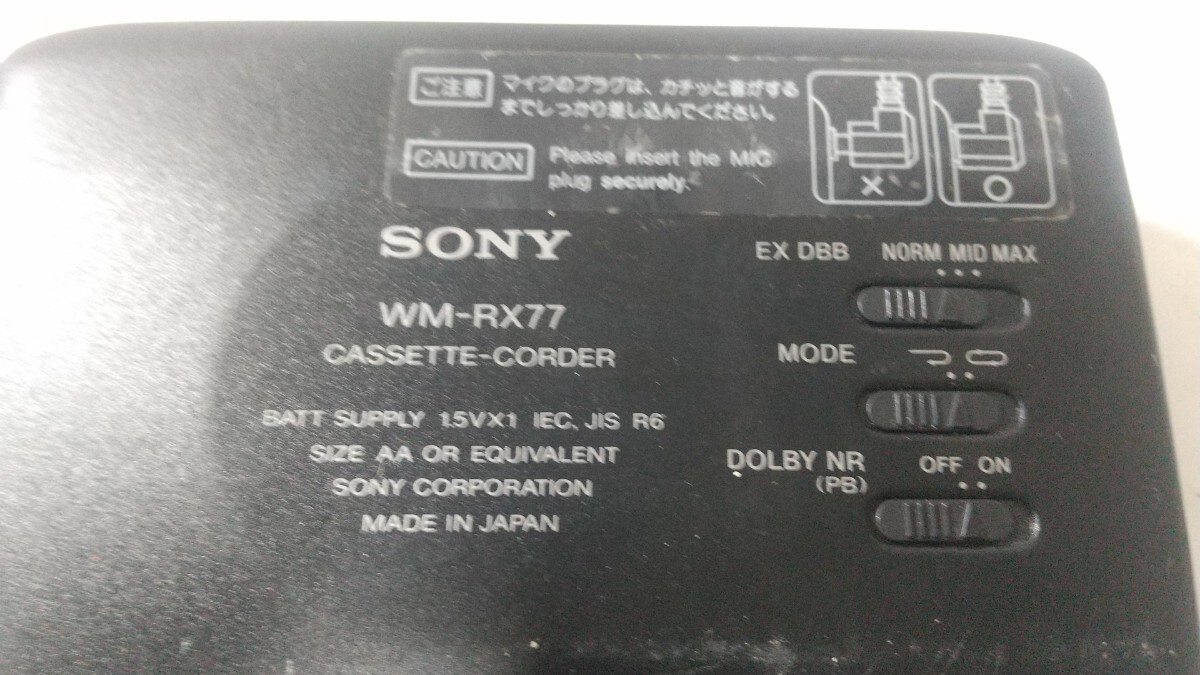 ご注意 マイクのプラグは、カチッと音がする
までしっかり差し込んでください。
CAUTION Please insert the MIC
plug securely.
× ○
SONY
WM-RX77
CASSETTE-CORDER
BATT SUPPLY 1.5V×1 IEC, JIS R6
SIZE AA OR EQUIVALENT
SONY CORPORATION
MADE IN JAPAN
EX DBB NORM MID MAX
MODE
DOLBY NR OFF ON
(PB)